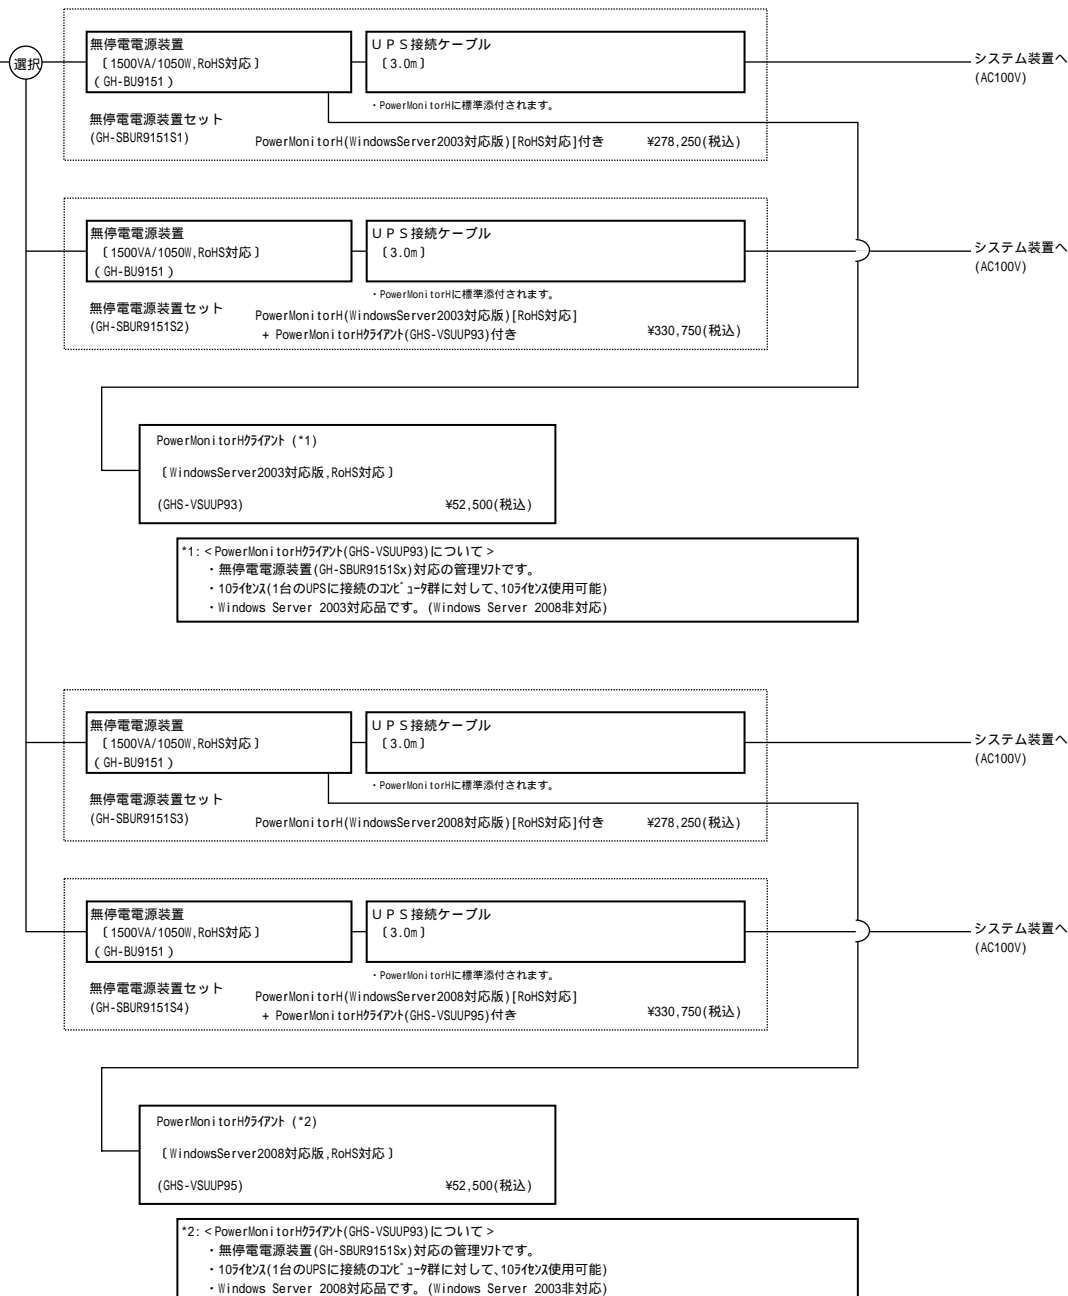 選択
無停電電源装置
〔1500VA/1050W,RoHS対応〕
(GH-BU9151)
UPS接続ケーブル
〔3.0m〕
システム装置へ
(AC100V)
・PowerMonitorHに標準添付されます。
無停電電源装置セット
(GH-SBUR9151S1)
PowerMonitorH(WindowsServer2003対応版)[RoHS対応]付き ¥278,250(税込)
無停電電源装置
〔1500VA/1050W,RoHS対応〕
(GH-BU9151)
UPS接続ケーブル
〔3.0m〕
システム装置へ
(AC100V)
・PowerMonitorHに標準添付されます。
無停電電源装置セット
(GH-SBUR9151S2)
PowerMonitorH(WindowsServer2003対応版)[RoHS対応]
+ PowerMonitorHクライアント(GHS-VSUUP93)付き ¥330,750(税込)
PowerMonitorHクライアント (*1)
〔WindowsServer2003対応版,RoHS対応〕
(GHS-VSUUP93) ¥52,500(税込)
*1:<PowerMonitorHクライアント(GHS-VSUUP93)について>
・無停電電源装置(GH-SBUR9151Sx)対応の管理ソフトです。
・10ライセンス(1台のUPSに接続のコンピュータ群に対して、10ライセンス使用可能)
・Windows Server 2003対応品です。(Windows Server 2008非対応)
無停電電源装置
〔1500VA/1050W,RoHS対応〕
(GH-BU9151)
UPS接続ケーブル
〔3.0m〕
システム装置へ
(AC100V)
・PowerMonitorHに標準添付されます。
無停電電源装置セット
(GH-SBUR9151S3)
PowerMonitorH(WindowsServer2008対応版)[RoHS対応]付き ¥278,250(税込)
無停電電源装置
〔1500VA/1050W,RoHS対応〕
(GH-BU9151)
UPS接続ケーブル
〔3.0m〕
システム装置へ
(AC100V)
・PowerMonitorHに標準添付されます。
無停電電源装置セット
(GH-SBUR9151S4)
PowerMonitorH(WindowsServer2008対応版)[RoHS対応]
+ PowerMonitorHクライアント(GHS-VSUUP95)付き ¥330,750(税込)
PowerMonitorHクライアント (*2)
〔WindowsServer2008対応版,RoHS対応〕
(GHS-VSUUP95) ¥52,500(税込)
*2:<PowerMonitorHクライアント(GHS-VSUUP93)について>
・無停電電源装置(GH-SBUR9151Sx)対応の管理ソフトです。
・10ライセンス(1台のUPSに接続のコンピュータ群に対して、10ライセンス使用可能)
・Windows Server 2008対応品です。(Windows Server 2003非対応)